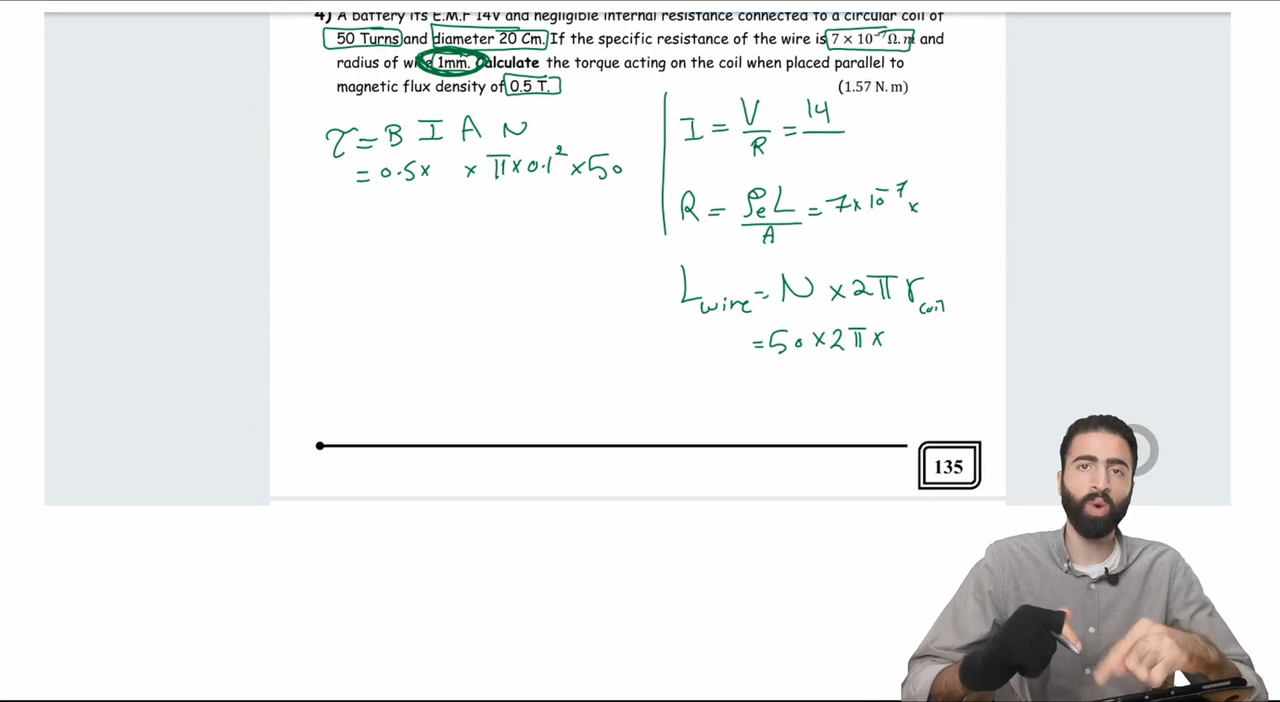 4) A battery its E.M.F 14V and negligible internal resistance connected to a circular coil of
50 Turns and diameter 20 Cm. If the specific resistance of the wire is 7 × 10⁻⁷Ω.m and
radius of wire 1mm. Calculate the torque acting on the coil when placed parallel to
magnetic flux density of 0.5 T. (1.57 N.m)
τ = B I A N
= 0.5 × × π × 0.1² × 50
I = V/R = 14
R = ρₑL/A = 7 × 10⁻⁷ ×
L wire = N × 2π r coil
= 50 × 2π ×
135